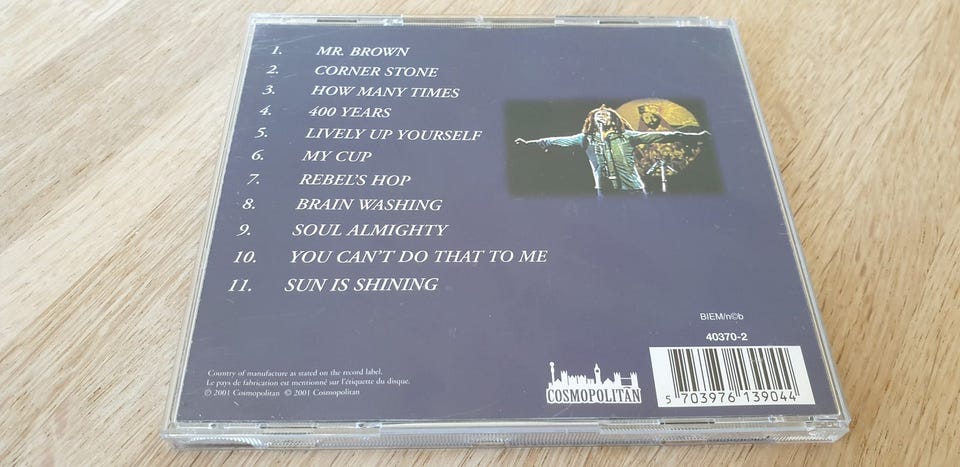 1. MR. BROWN
2. CORNER STONE
3. HOW MANY TIMES
4. 400 YEARS
5. LIVELY UP YOURSELF
6. MY CUP
7. REBEL'S HOP
8. BRAIN WASHING
9. SOUL ALMIGHTY
10. YOU CAN'T DO THAT TO ME
11. SUN IS SHINING
BIEM/n©b
40370-2
Country of manufacture as stated on the record label.
Le pays de fabrication est mentionné sur l'étiquette du disque.
℗ 2001 Cosmopolitan © 2001 Cosmopolitan
COSMOPOLITAN
5 703976 139044